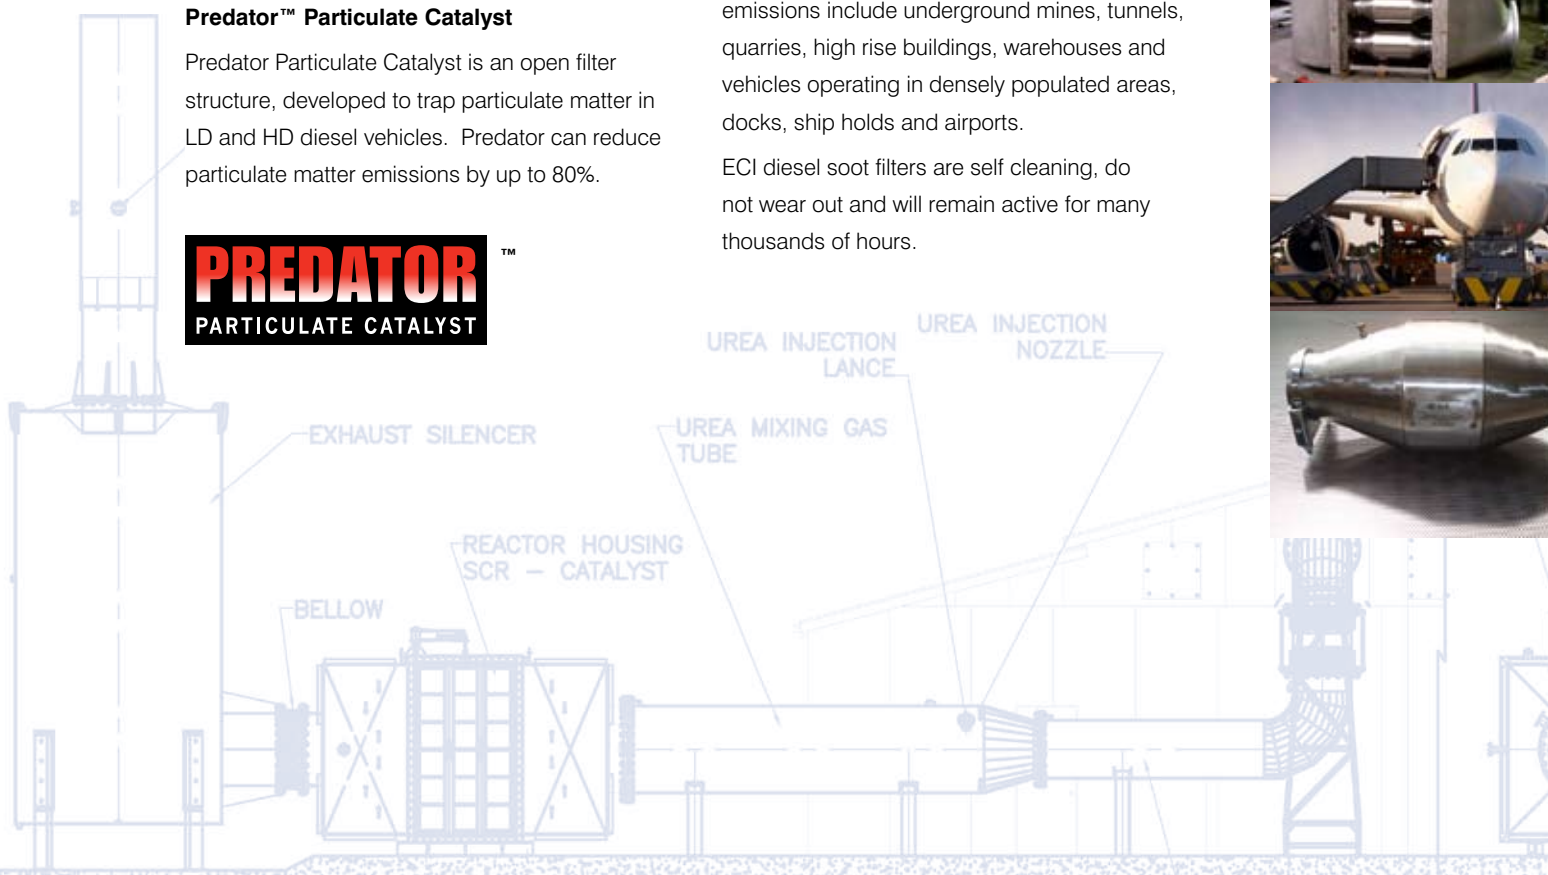 Predator™ Particulate Catalyst
Predator Particulate Catalyst is an open filter
structure, developed to trap particulate matter in
LD and HD diesel vehicles.  Predator can reduce
particulate matter emissions by up to 80%.
PREDATOR ™
PARTICULATE CATALYST
emissions include underground mines, tunnels,
quarries, high rise buildings, warehouses and
vehicles operating in densely populated areas,
docks, ship holds and airports.
ECI diesel soot filters are self cleaning, do
not wear out and will remain active for many
thousands of hours.
UREA INJECTION
LANCE
UREA INJECTION
NOZZLE
EXHAUST SILENCER
UREA MIXING GAS
TUBE
REACTOR HOUSING
SCR – CATALYST
BELLOW